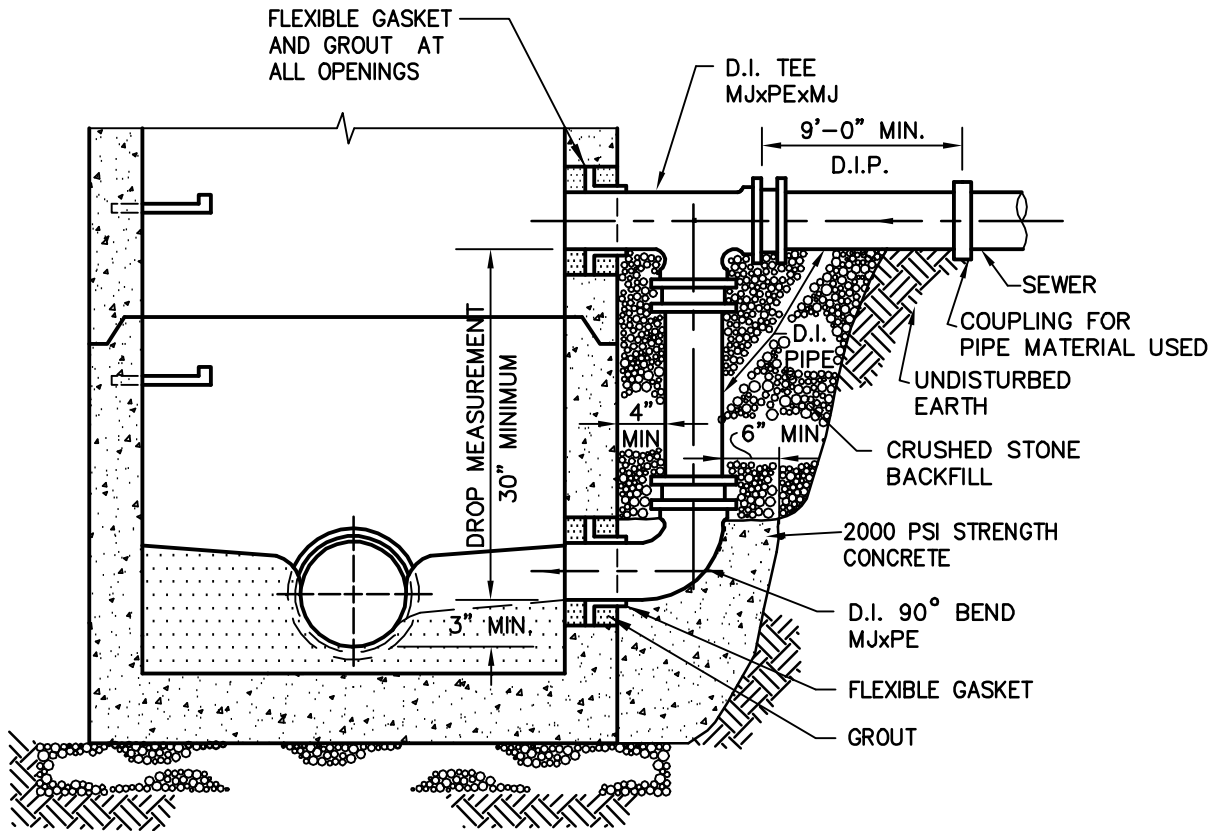 FLEXIBLE GASKET
AND GROUT AT
ALL OPENINGS
D.I. TEE
MJxPExMJ
9'-0" MIN.
D.I.P.
SEWER
COUPLING FOR
PIPE MATERIAL USED
UNDISTURBED
EARTH
D.I.
PIPE
4"
MIN
6" MIN.
CRUSHED STONE
BACKFILL
DROP MEASUREMENT
30" MINIMUM
2000 PSI STRENGTH
CONCRETE
D.I. 90° BEND
MJxPE
3" MIN.
FLEXIBLE GASKET
GROUT